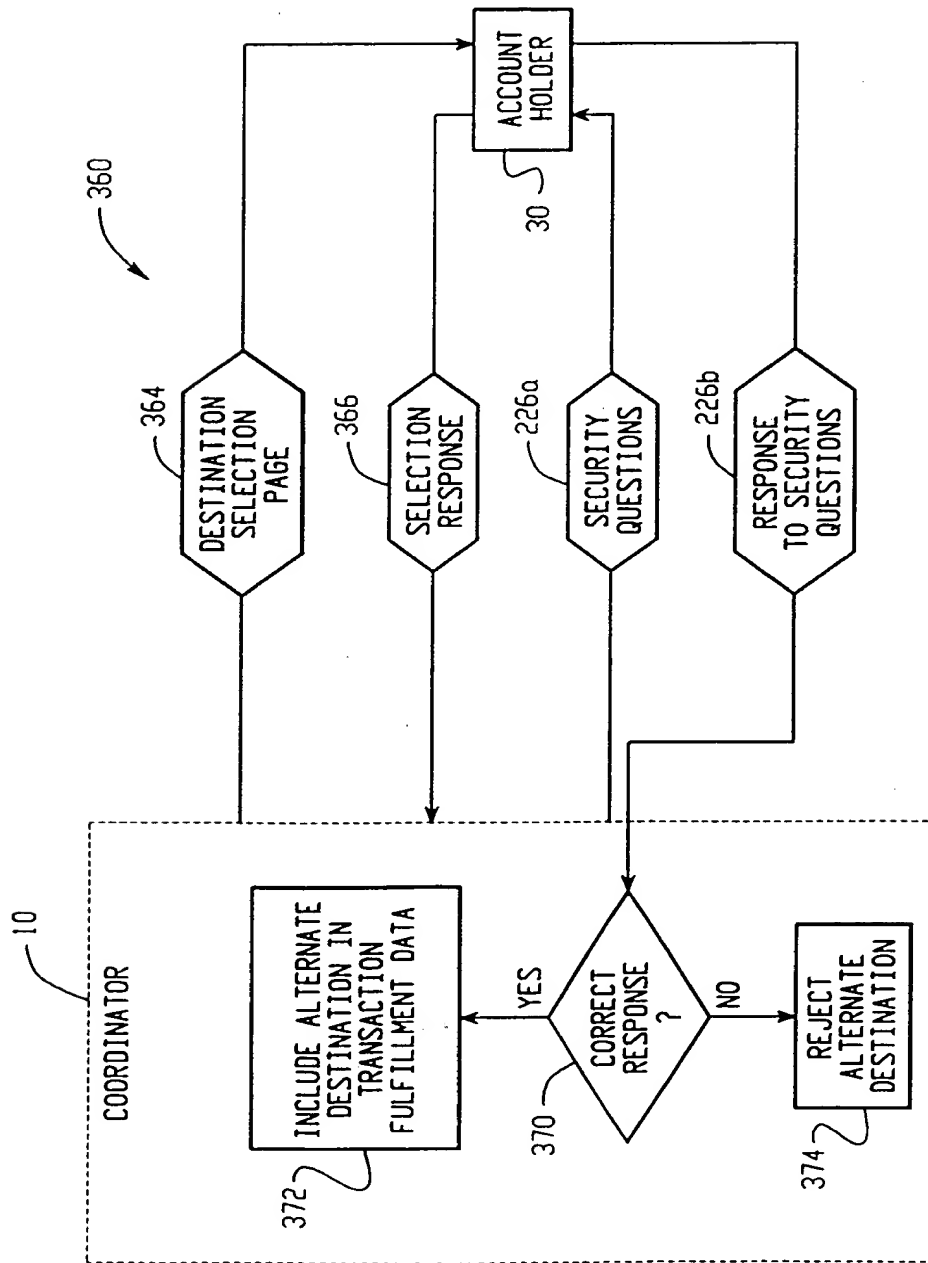 10
COORDINATOR
360
364
DESTINATION
SELECTION
PAGE
366
SELECTION
RESPONSE
226a
SECURITY
QUESTIONS
226b
RESPONSE
TO SECURITY
QUESTIONS
ACCOUNT
HOLDER
30
INCLUDE ALTERNATE
DESTINATION IN
TRANSACTION
FULFILLMENT DATA
372
YES
CORRECT
RESPONSE
?
370
NO
REJECT
ALTERNATE
DESTINATION
374